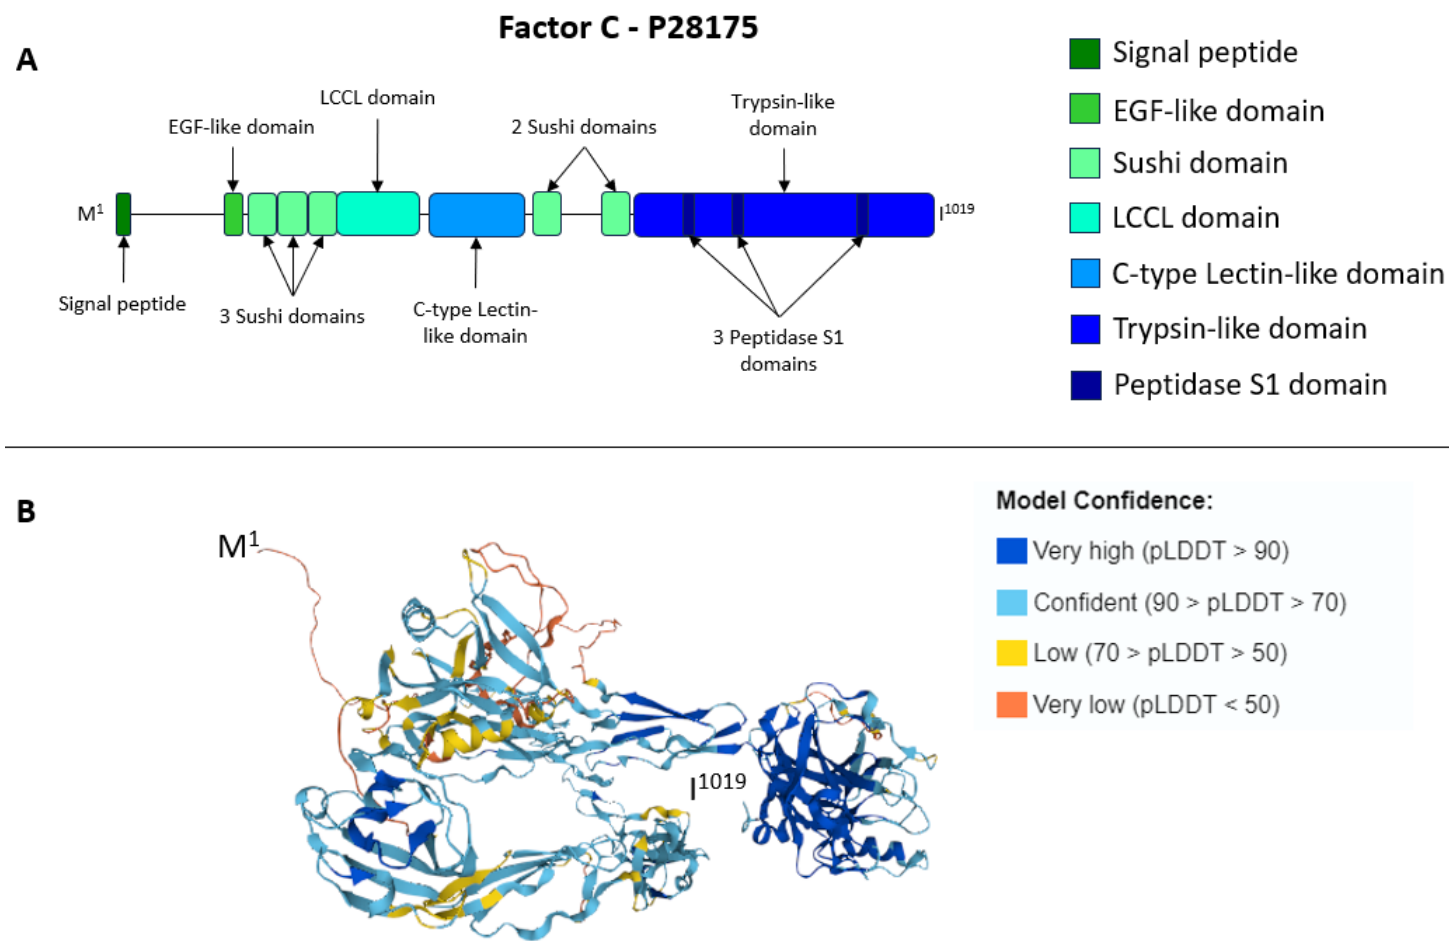 Factor C - P28175
A
LCCL domain
EGF-like domain
2 Sushi domains
Trypsin-like
domain
M¹
I¹⁰¹⁹
Signal peptide
3 Sushi domains
C-type Lectin-
like domain
3 Peptidase S1
domains
Signal peptide
EGF-like domain
Sushi domain
LCCL domain
C-type Lectin-like domain
Trypsin-like domain
Peptidase S1 domain
B
M¹
I¹⁰¹⁹
Model Confidence:
Very high (pLDDT > 90)
Confident (90 > pLDDT > 70)
Low (70 > pLDDT > 50)
Very low (pLDDT < 50)